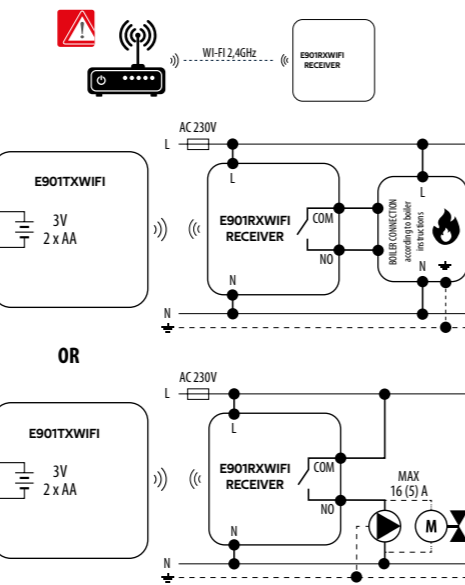 WI-FI 2,4GHz
E901RXWIFI
RECEIVER
AC 230V
L
E901TXWIFI
3V
2 x AA
L
E901RXWIFI
RECEIVER
COM
NO
N
BOILER CONNECTION
according to boiler
instructions
L
N
N
OR
AC 230V
L
E901TXWIFI
3V
2 x AA
L
E901RXWIFI
RECEIVER
COM
NO
N
MAX
16 (5) A
M
N